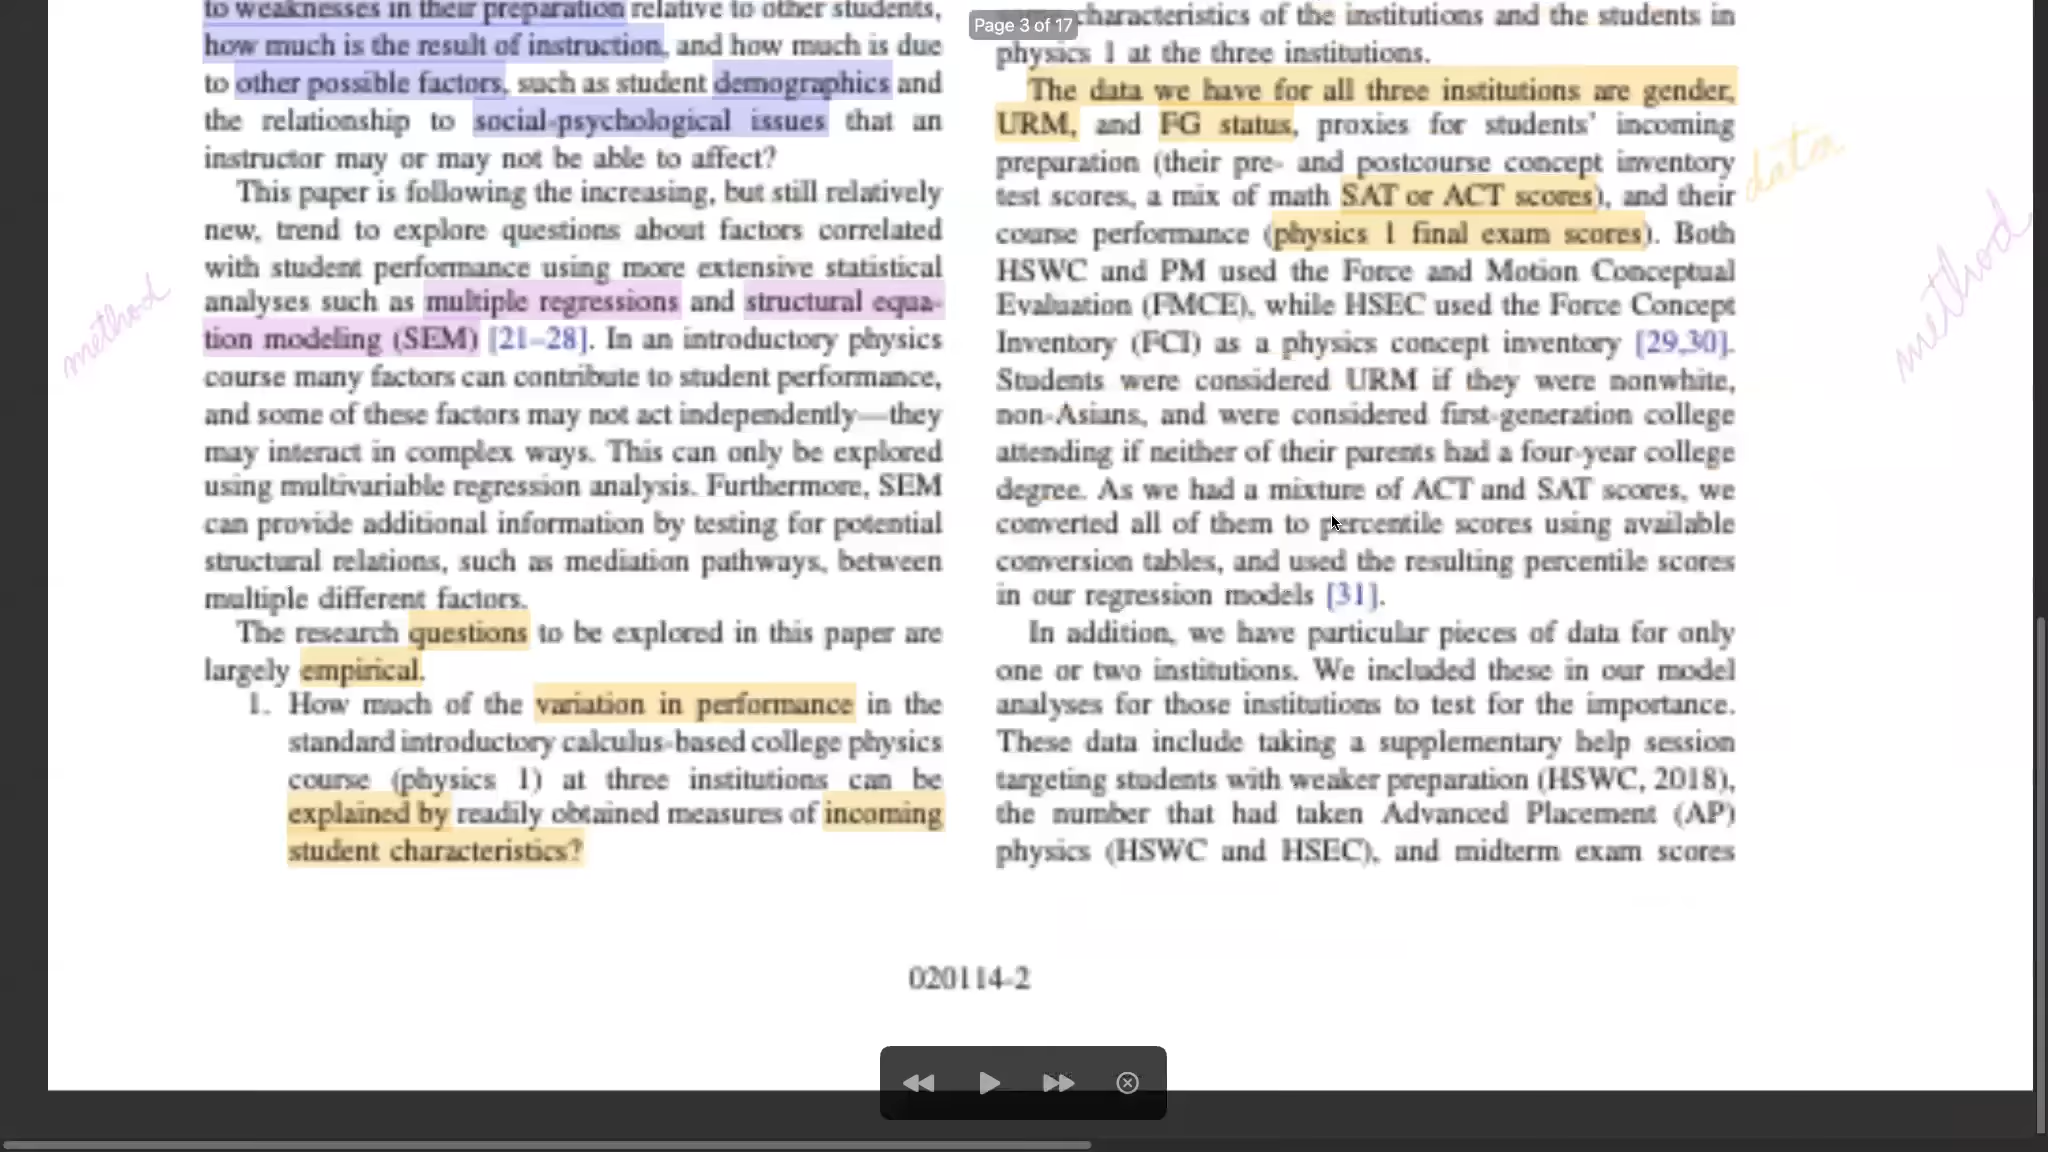 to weaknesses in their preparation relative to other students,
how much is the result of instruction, and how much is due
to other possible factors, such as student demographics and
the relationship to social-psychological issues that an
instructor may or may not be able to affect?
This paper is following the increasing, but still relatively
new, trend to explore questions about factors correlated
with student performance using more extensive statistical
analyses such as multiple regressions and structural equa-
tion modeling (SEM) [21–28]. In an introductory physics
course many factors can contribute to student performance,
and some of these factors may not act independently—they
may interact in complex ways. This can only be explored
using multivariable regression analysis. Furthermore, SEM
can provide additional information by testing for potential
structural relations, such as mediation pathways, between
multiple different factors.
The research questions to be explored in this paper are
largely empirical.
1. How much of the variation in performance in the
standard introductory calculus-based college physics
course (physics 1) at three institutions can be
explained by readily obtained measures of incoming
student characteristics?
method
Page 3 of 17
characteristics of the institutions and the students in
physics 1 at the three institutions.
The data we have for all three institutions are gender,
URM, and FG status, proxies for students’ incoming
preparation (their pre- and postcourse concept inventory
test scores, a mix of math SAT or ACT scores), and their
course performance (physics 1 final exam scores). Both
HSWC and PM used the Force and Motion Conceptual
Evaluation (FMCE), while HSEC used the Force Concept
Inventory (FCI) as a physics concept inventory [29,30].
Students were considered URM if they were nonwhite,
non-Asians, and were considered first-generation college
attending if neither of their parents had a four-year college
degree. As we had a mixture of ACT and SAT scores, we
converted all of them to percentile scores using available
conversion tables, and used the resulting percentile scores
in our regression models [31].
In addition, we have particular pieces of data for only
one or two institutions. We included these in our model
analyses for those institutions to test for the importance.
These data include taking a supplementary help session
targeting students with weaker preparation (HSWC, 2018),
the number that had taken Advanced Placement (AP)
physics (HSWC and HSEC), and midterm exam scores
data
method
020114-2